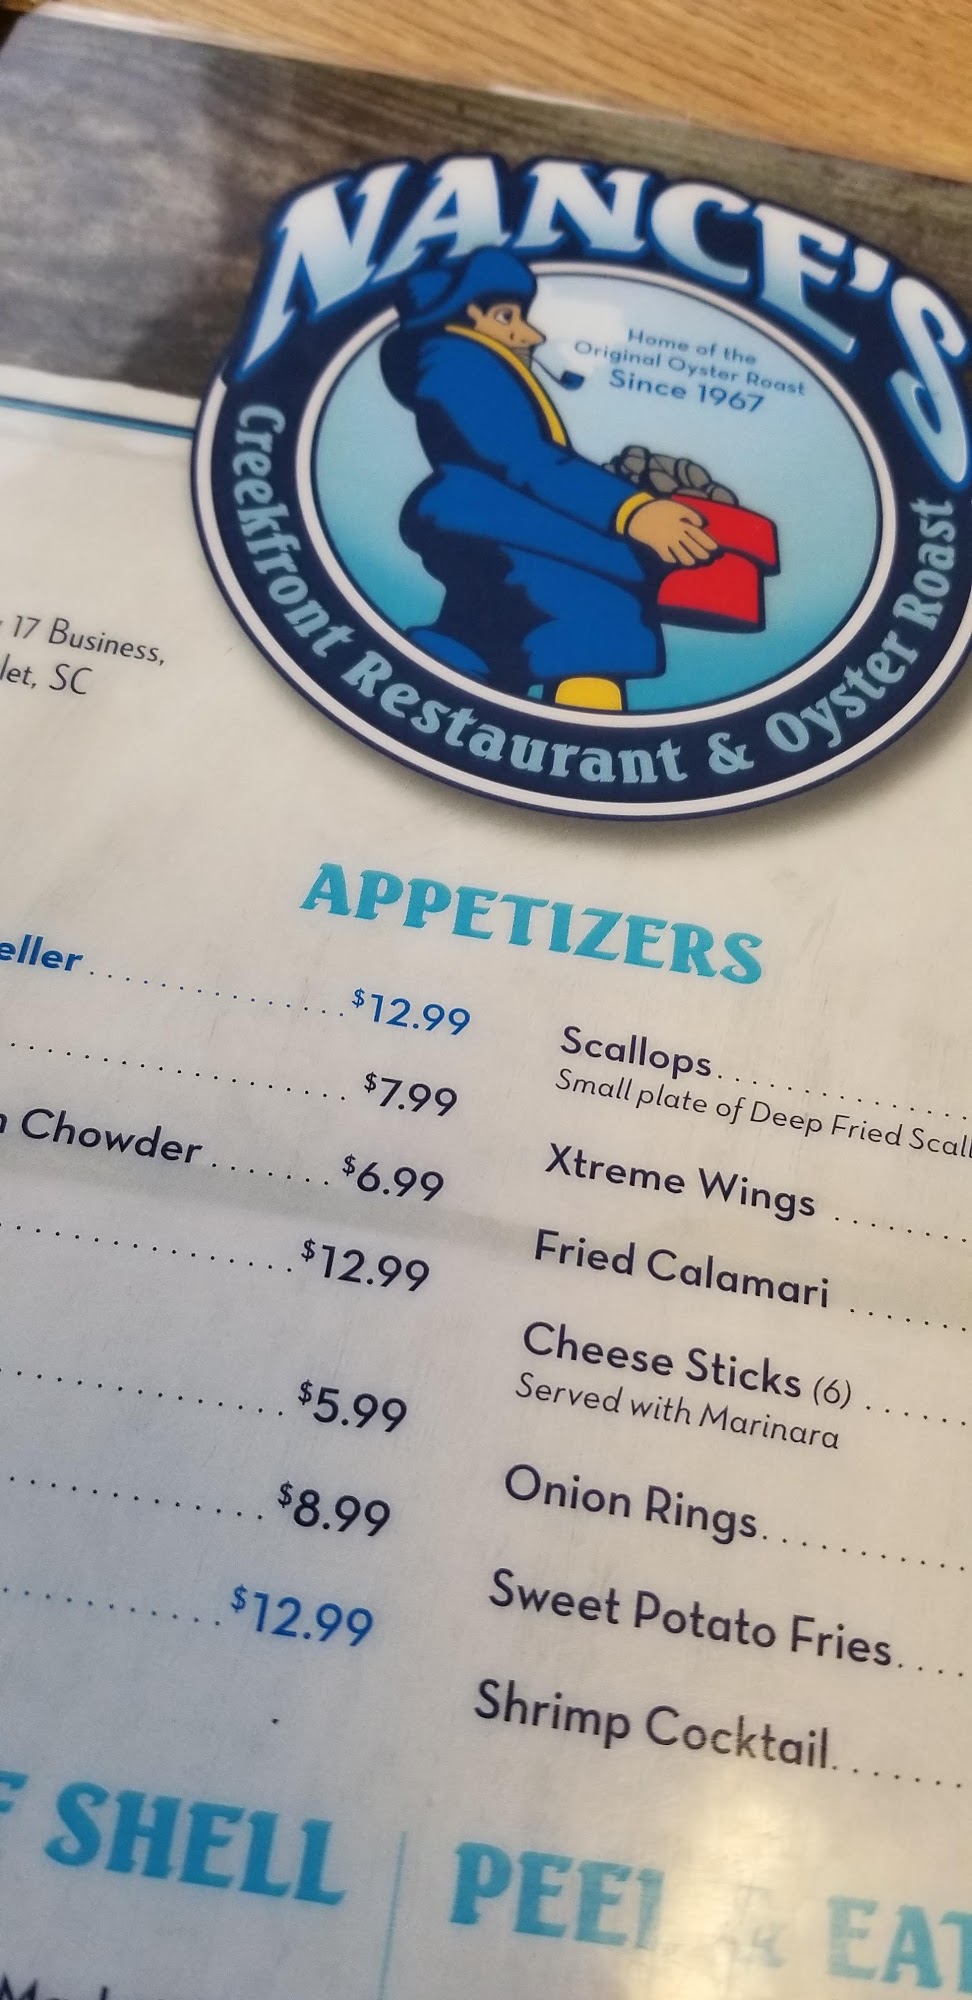 NANCE'S
Home of the
Original Oyster Roast
Since 1967
Creekfront Restaurant & Oyster Roast
17 Business,
let, SC
APPETIZERS
eller.............. $12.99
.................. $7.99
Chowder....... $6.99
................ $12.99
............... $5.99
.............. $8.99
............ $12.99
Scallops...........
Small plate of Deep Fried Scall
Xtreme Wings ........
Fried Calamari .......
Cheese Sticks (6) ......
Served with Marinara
Onion Rings...........
Sweet Potato Fries....
Shrimp Cocktail.......
SHELL
PEEL & EAT